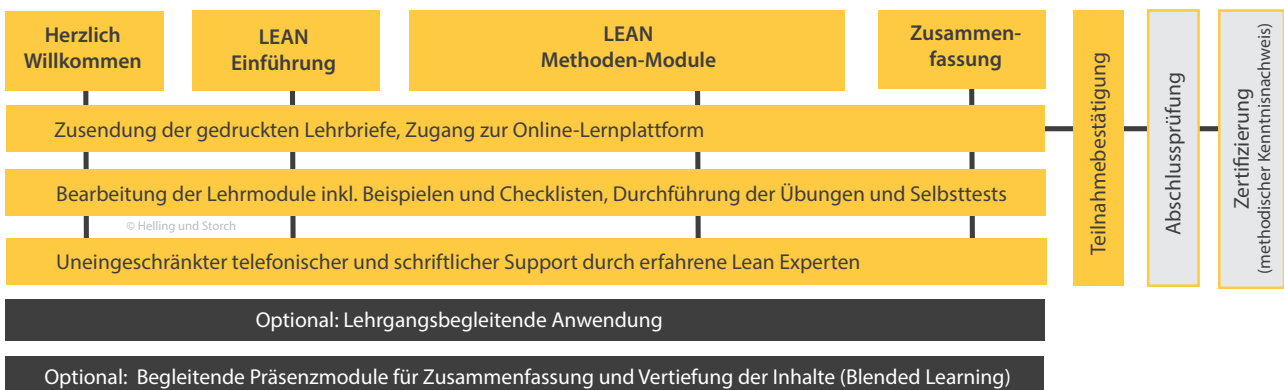 Herzlich
Willkommen
LEAN
Einführung
LEAN
Methoden-Module
Zusammen-
fassung
Zusendung der gedruckten Lehrbriefe, Zugang zur Online-Lernplattform
Bearbeitung der Lehrmodule inkl. Beispielen und Checklisten, Durchführung der Übungen und Selbsttests
© Helling und Storch
Uneingeschränkter telefonischer und schriftlicher Support durch erfahrene Lean Experten
Optional: Lehrgangsbegleitende Anwendung
Optional: Begleitende Präsenzmodule für Zusammenfassung und Vertiefung der Inhalte (Blended Learning)
Teilnahmebestätigung
Abschlussprüfung
Zertifizierung
(methodischer Kenntnisnachweis)